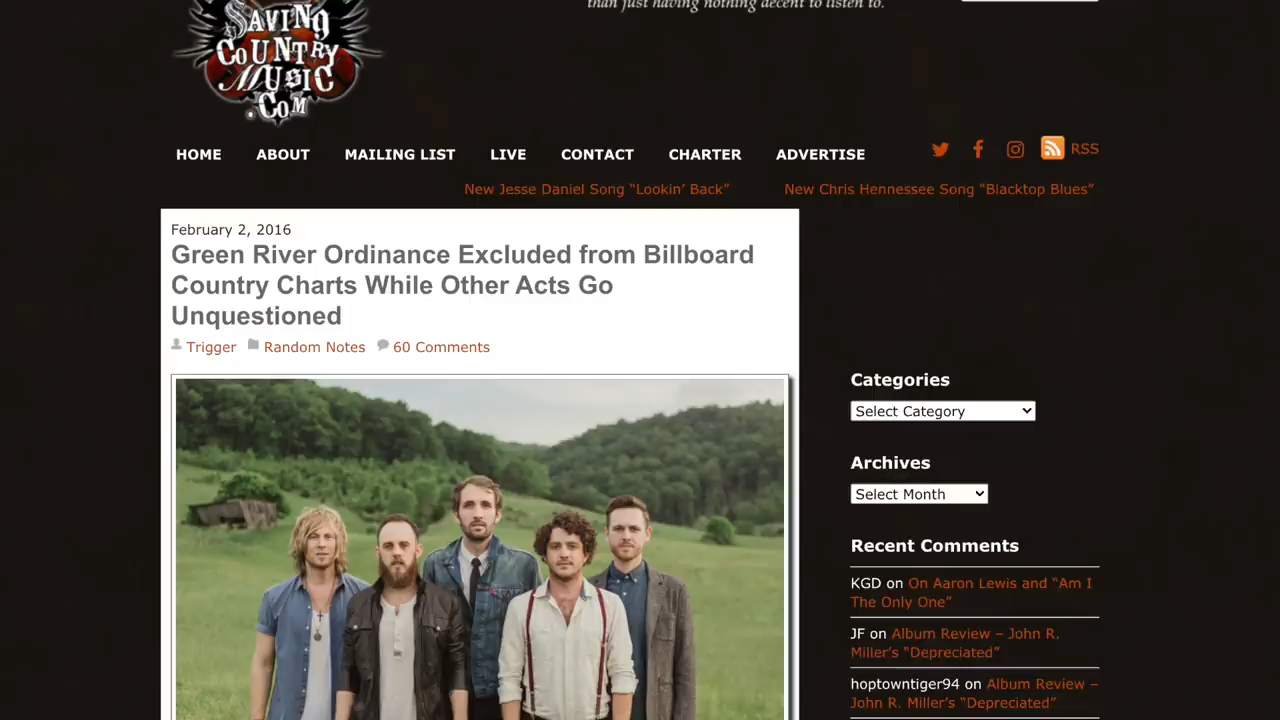 than just having nothing decent to listen to.
SAVING
COUNTRY
MUSIC
.COM
HOME ABOUT MAILING LIST LIVE CONTACT CHARTER ADVERTISE RSS
New Jesse Daniel Song “Lookin’ Back” New Chris Hennessee Song “Blacktop Blues”
February 2, 2016
Green River Ordinance Excluded from Billboard
Country Charts While Other Acts Go
Unquestioned
Trigger Random Notes 60 Comments
Categories
Select Category
Archives
Select Month
Recent Comments
KGD on On Aaron Lewis and “Am I
The Only One”
JF on Album Review – John R.
Miller’s “Depreciated”
hoptowntiger94 on Album Review –
John R. Miller’s “Depreciated”